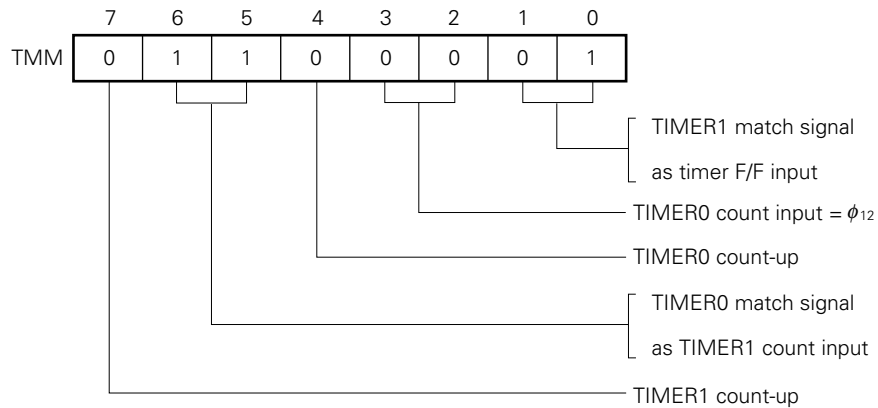 7 6 5 4 3 2 1 0
TMM 0 1 1 0 0 0 0 1
TIMER1 match signal
as timer F/F input
TIMER0 count input = ϕ12
TIMER0 count-up
TIMER0 match signal
as TIMER1 count input
TIMER1 count-up